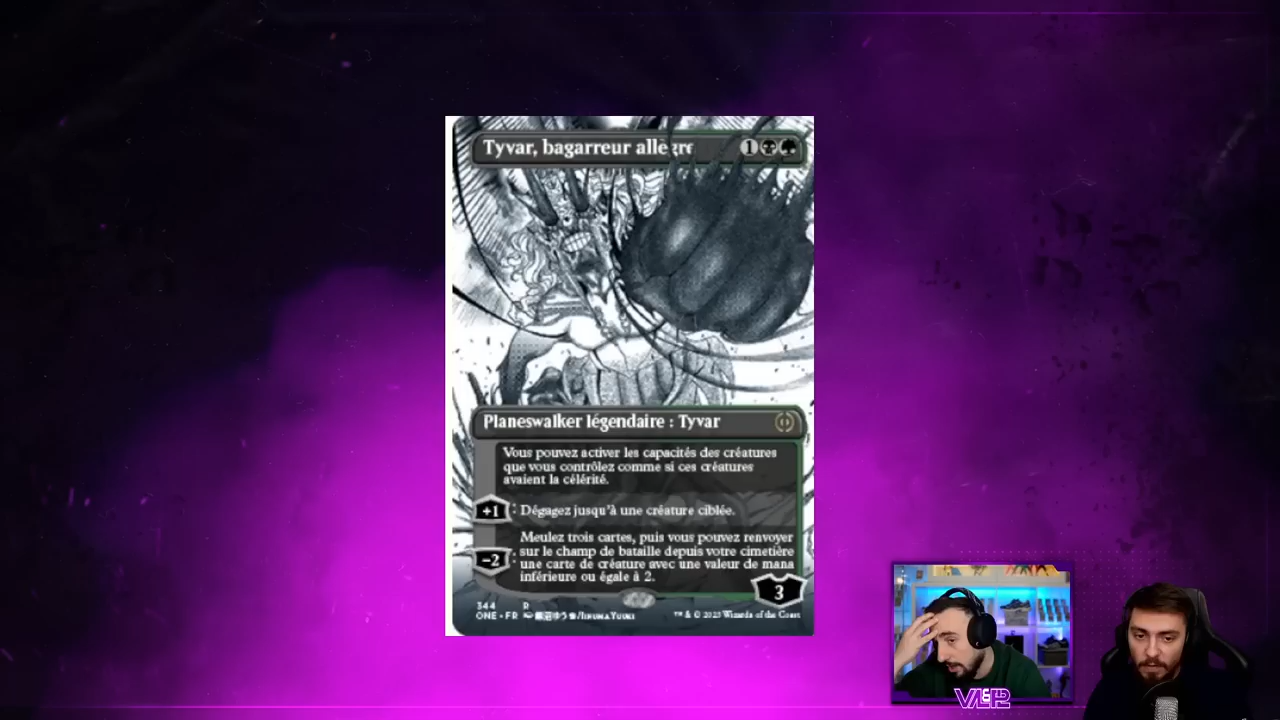 Tyvar, bagarreur allègre
1
Planeswalker légendaire : Tyvar
Vous pouvez activer les capacités des créatures
que vous contrôlez comme si ces créatures
avaient la célérité.
+1 : Dégagez jusqu'à une créature ciblée.
Meulez trois cartes, puis vous pouvez renvoyer
-2 : sur le champ de bataille depuis votre cimetière
une carte de créature avec une valeur de mana
inférieure ou égale à 2.
3
344 R
ONE • FR
™ & © 2023 Wizards of the Coast